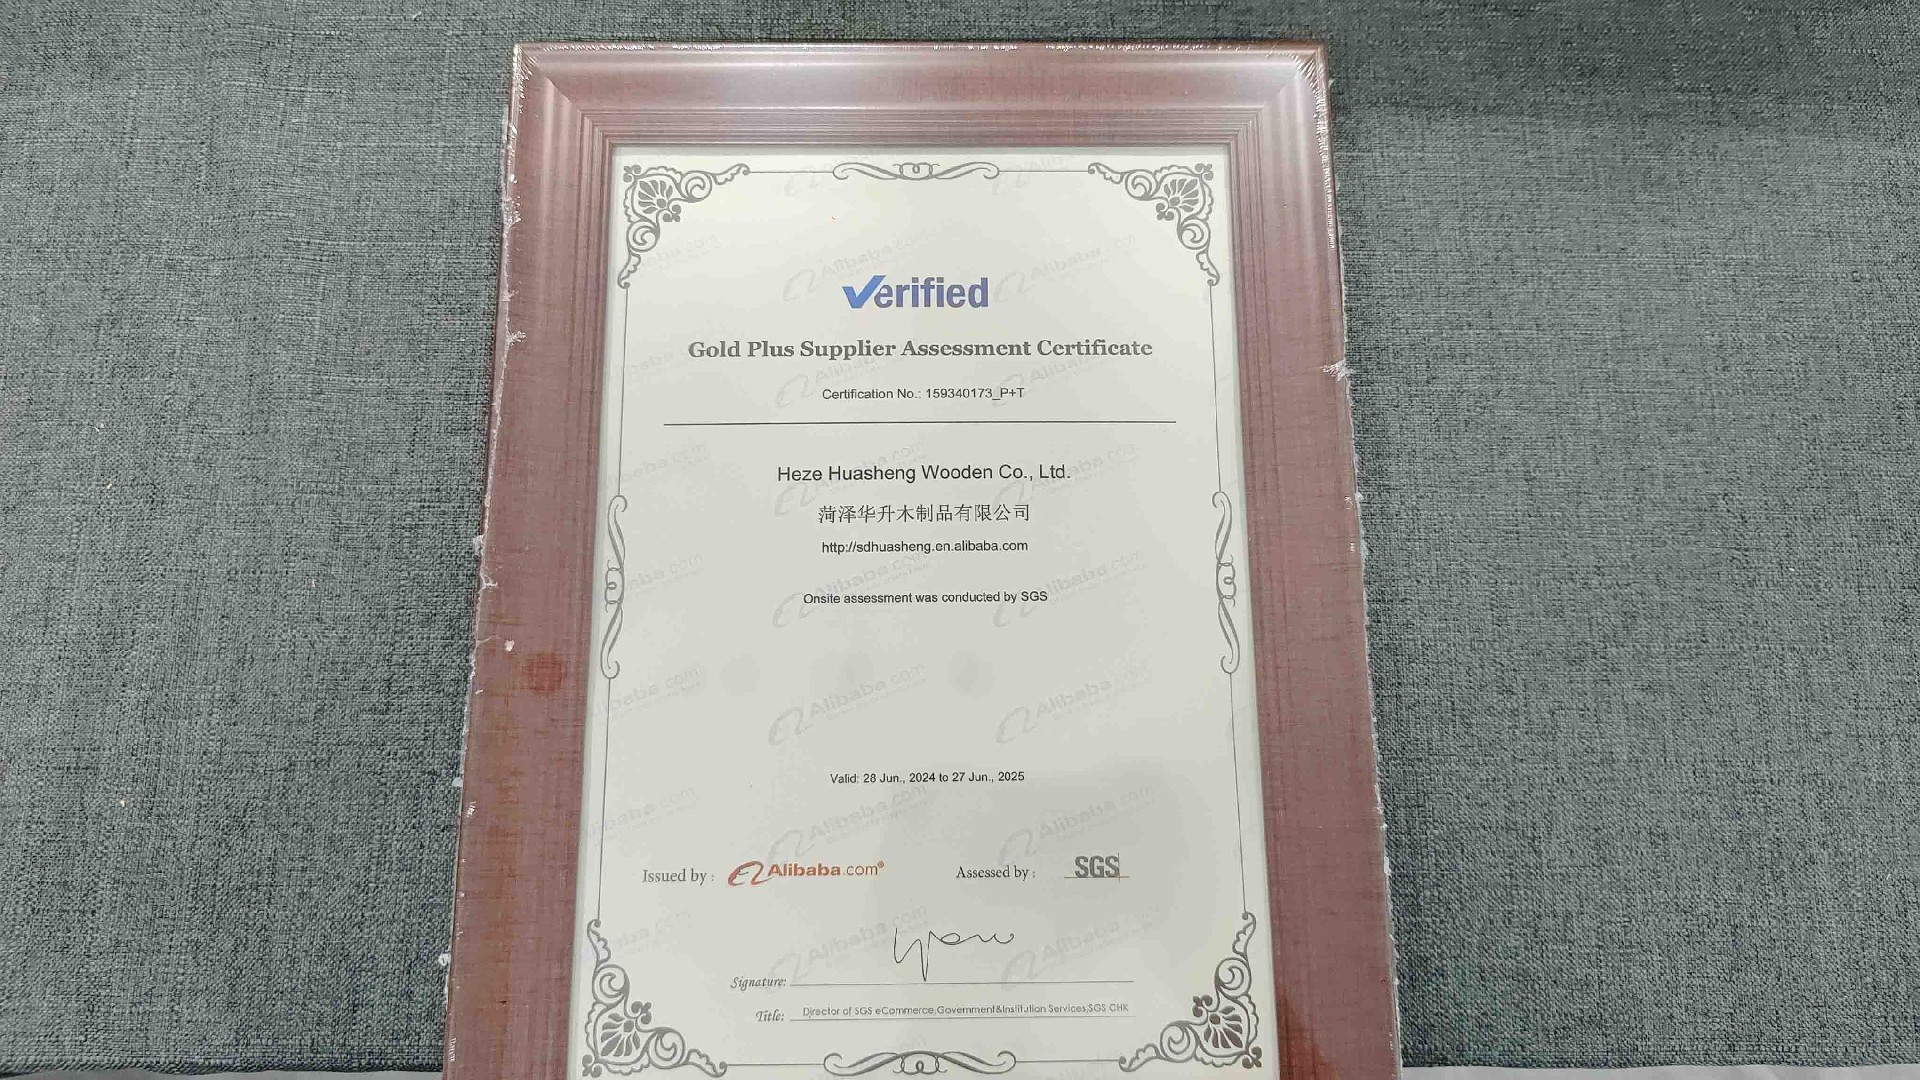 Verified
Gold Plus Supplier Assessment Certificate
Certification No.: 159340173_P+T
Heze Huasheng Wooden Co., Ltd.
菏泽华升木制品有限公司
http://sdhuasheng.en.alibaba.com
Onsite assessment was conducted by SGS
Valid: 28 Jun., 2024 to 27 Jun., 2025
Issued by : Alibaba.com®
Assessed by : SGS
Signature:
Title: Director of SGS eCommerce,Government&Institution Services,SGS CHK